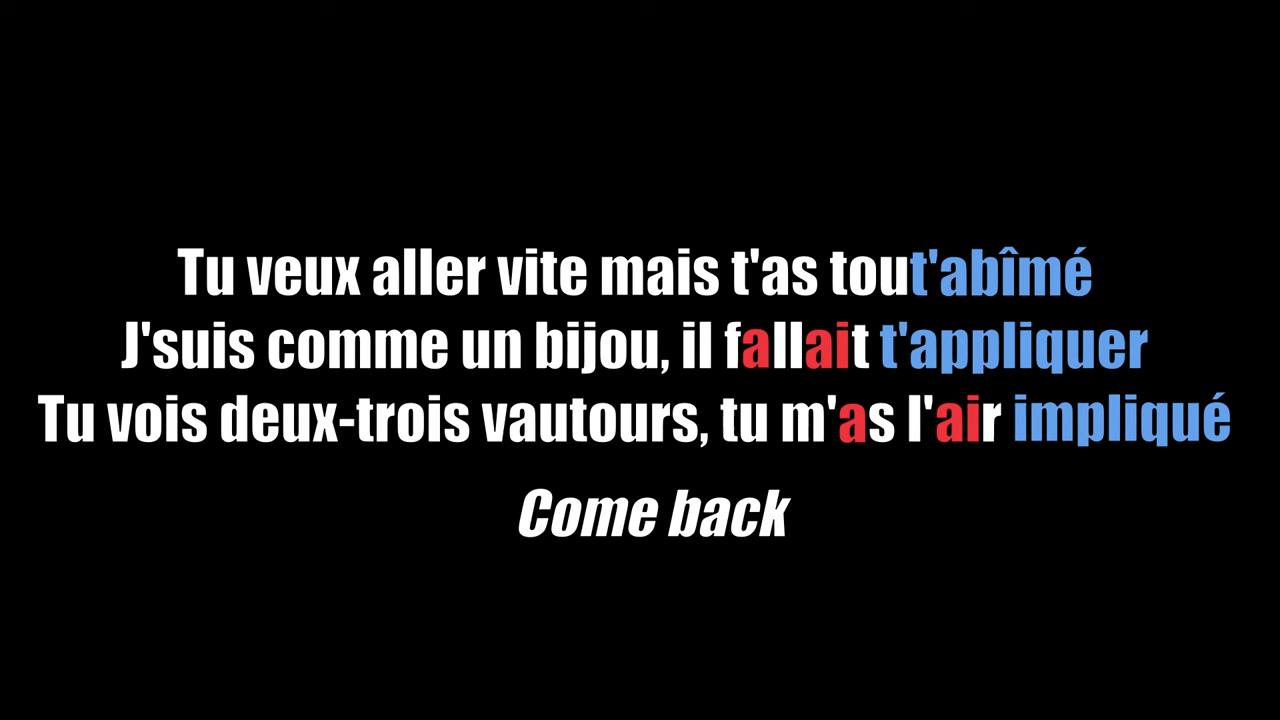 Tu veux aller vite mais t'as tout'abîmé
J'suis comme un bijou, il fallait t'appliquer
Tu vois deux-trois vautours, tu m'as l'air impliqué
Come back